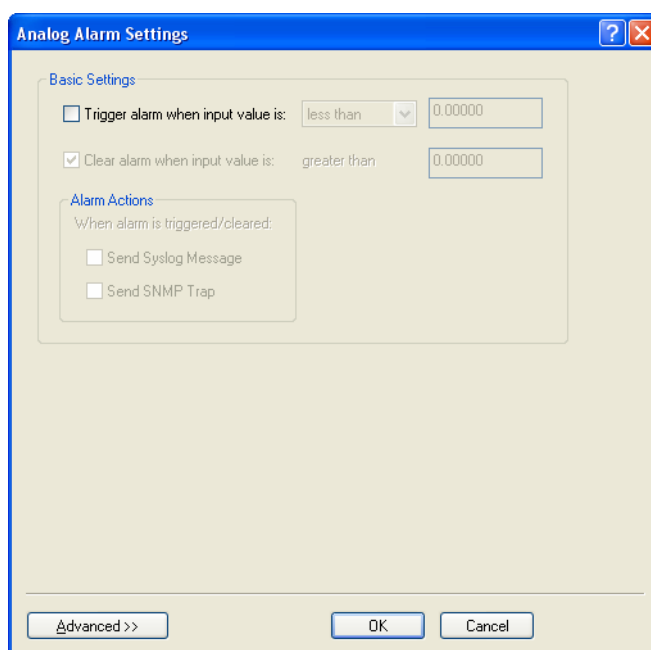 Analog Alarm Settings
Basic Settings
Trigger alarm when input value is: less than 0.00000
Clear alarm when input value is: greater than 0.00000
Alarm Actions
When alarm is triggered/cleared:
Send Syslog Message
Send SNMP Trap
Advanced >> OK Cancel